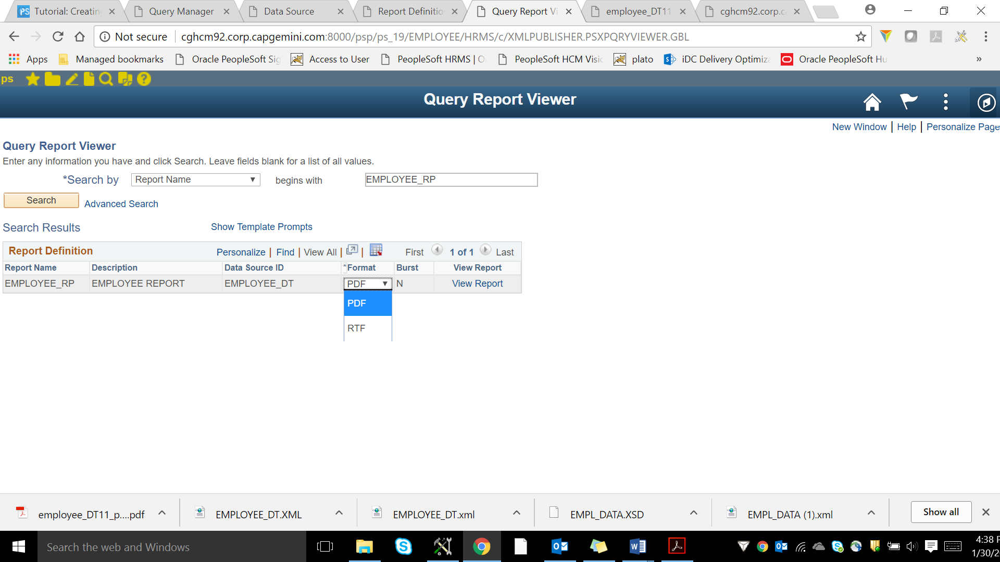 Tutorial: Creatin
Query Manager
Data Source
Report Definitio
Query Report Vi
employee_DT11
cghcm92.corp.c
Not secure
cghcm92.corp.capgemini.com:8000/psp/ps_19/EMPLOYEE/HRMS/c/XMLPUBLISHER.PSXPQRYVIEWER.GBL
Apps
Managed bookmarks
Oracle PeopleSoft Sig
Access to User
PeopleSoft HRMS | O
PeopleSoft HCM Visio
plato
iDC Delivery Optimiza
Oracle PeopleSoft Hu
»
ps
Query Report Viewer
New Window | Help | Personalize Page
Query Report Viewer
Enter any information you have and click Search. Leave fields blank for a list of all values.
*Search by Report Name begins with EMPLOYEE_RP
Search Advanced Search
Search Results Show Template Prompts
Report Definition Personalize | Find | View All | | First 1 of 1 Last
Report Name Description Data Source ID *Format Burst View Report
EMPLOYEE_RP EMPLOYEE REPORT EMPLOYEE_DT PDF N View Report
PDF
RTF
employee_DT11_p....pdf
EMPLOYEE_DT.XML
EMPLOYEE_DT.xml
EMPL_DATA.XSD
EMPL_DATA (1).xml
Show all
Search the web and Windows
4:38 P
1/30/2